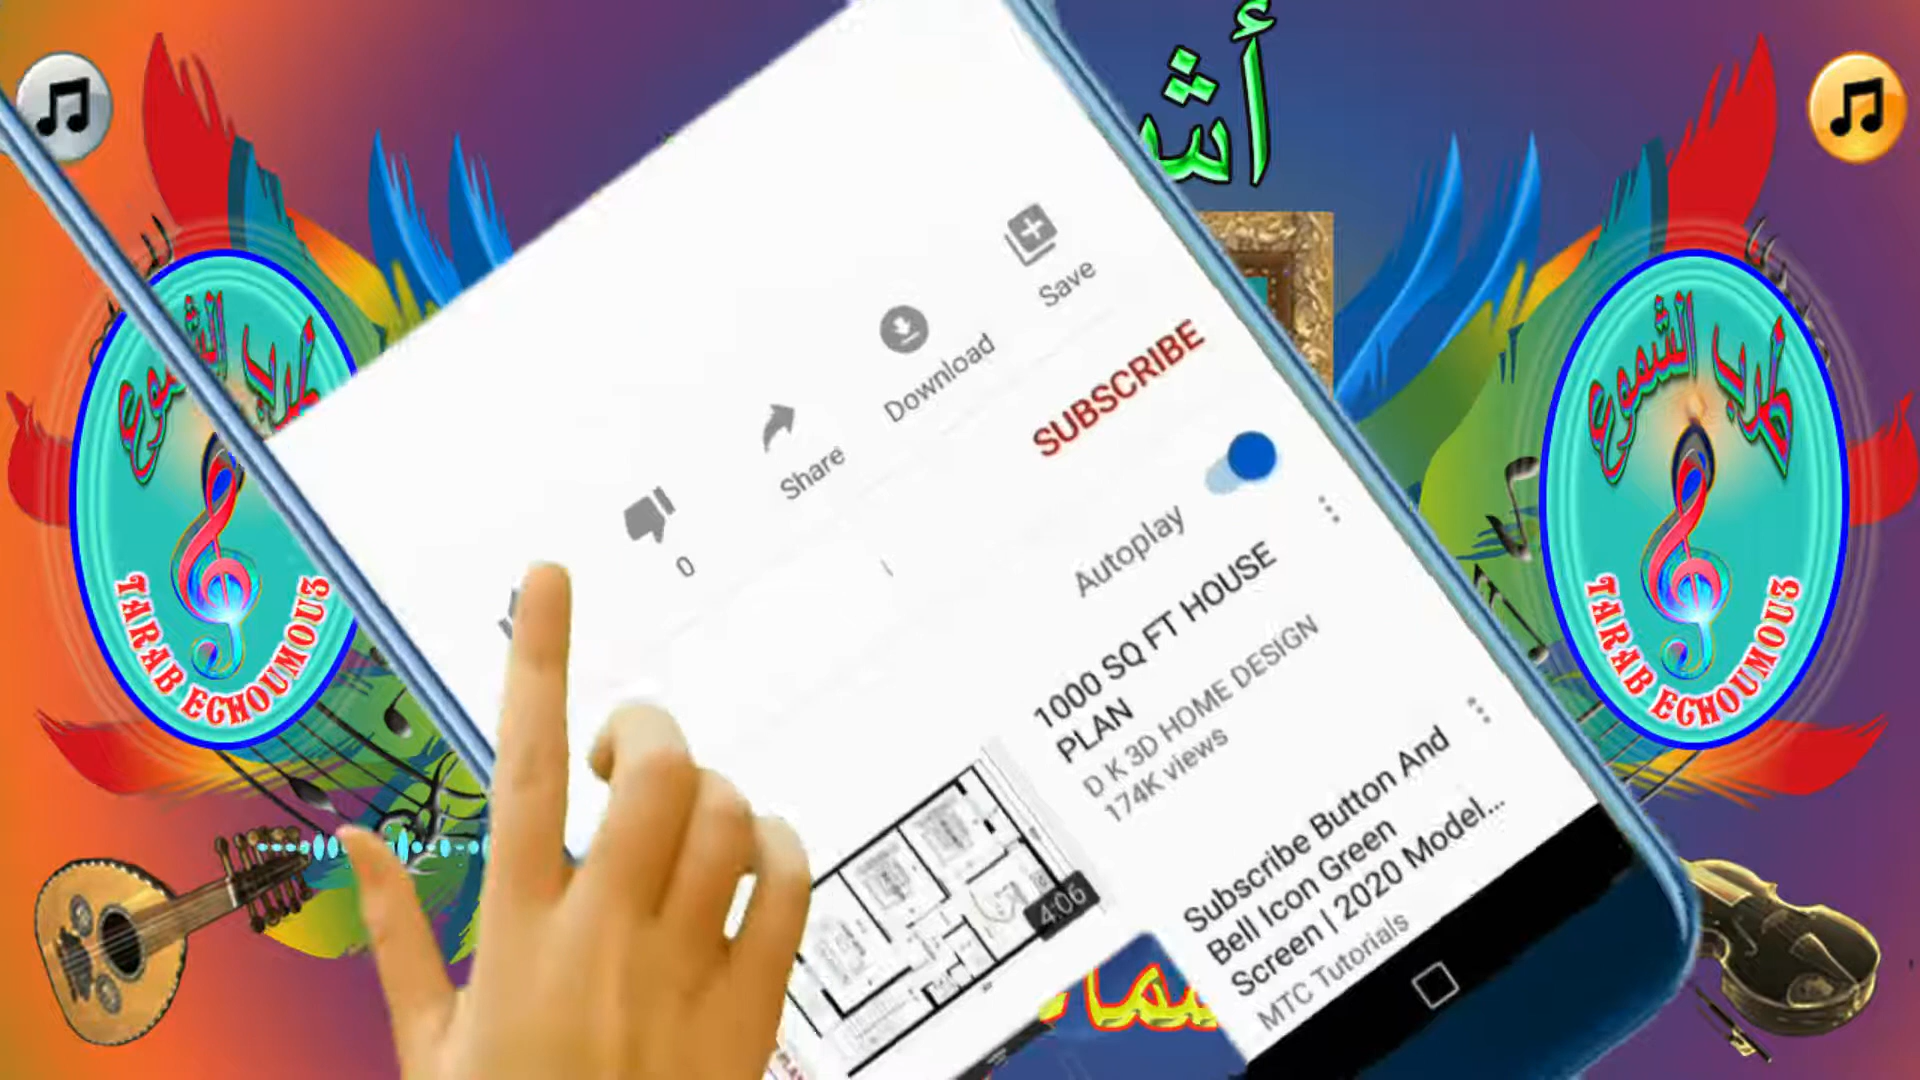 أشـ
طرب الشموع
TARAB ECHOUMOU3
Save
Download
Share
0
SUBSCRIBE
Autoplay
1000 SQ FT HOUSE
PLAN
D K 3D HOME DESIGN
174K views
4:06
Subscribe Button And
Bell Icon Green
Screen | 2020 Model...
MTC Tutorials
طرب الشموع
TARAB ECHOUMOU3